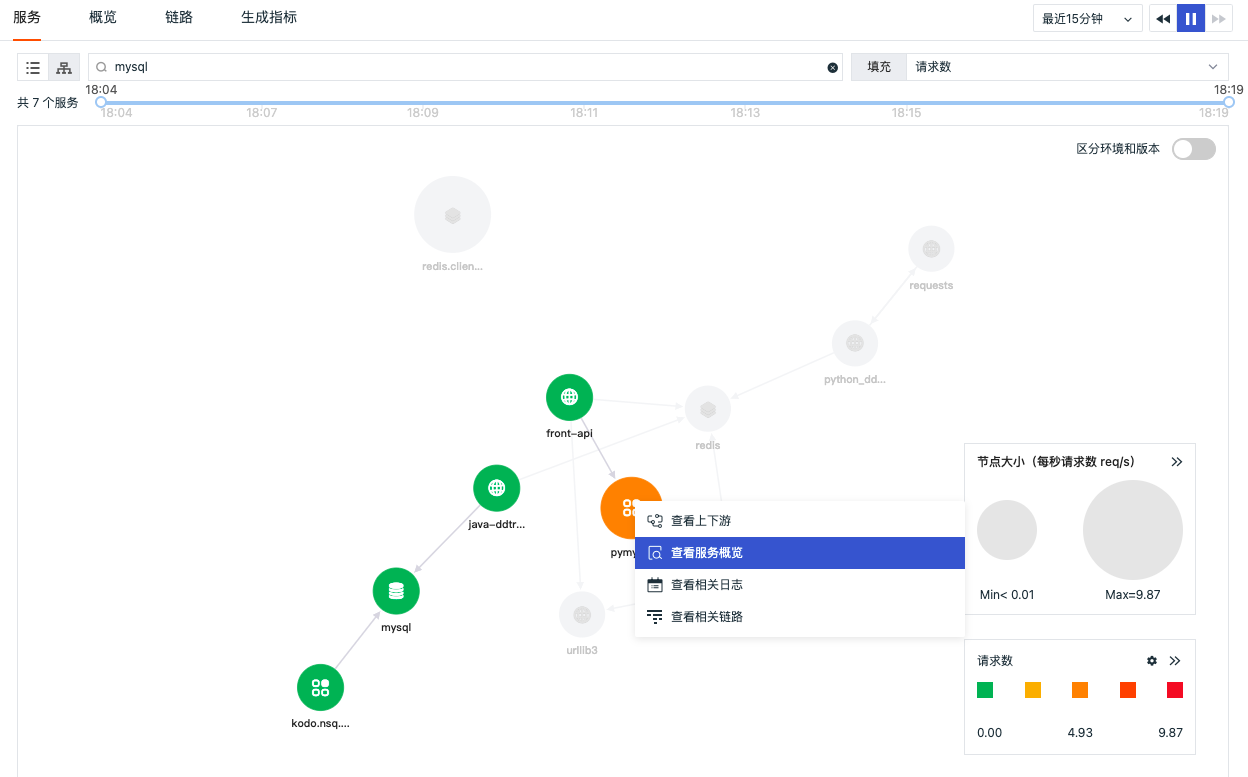 服务 概览 链路 生成指标 最近15分钟
mysql 填充 请求数
18:04 18:19
共 7 个服务
18:04 18:07 18:09 18:11 18:13 18:15 18:19
区分环境和版本
redis.clien...
requests
python_dd...
front-api
redis
java-ddtr...
pymy
mysql
urllib3
kodo.nsq....
查看上下游
查看服务概览
查看相关日志
查看相关链路
节点大小（每秒请求数 req/s）
Min< 0.01 Max=9.87
请求数
0.00 4.93 9.87